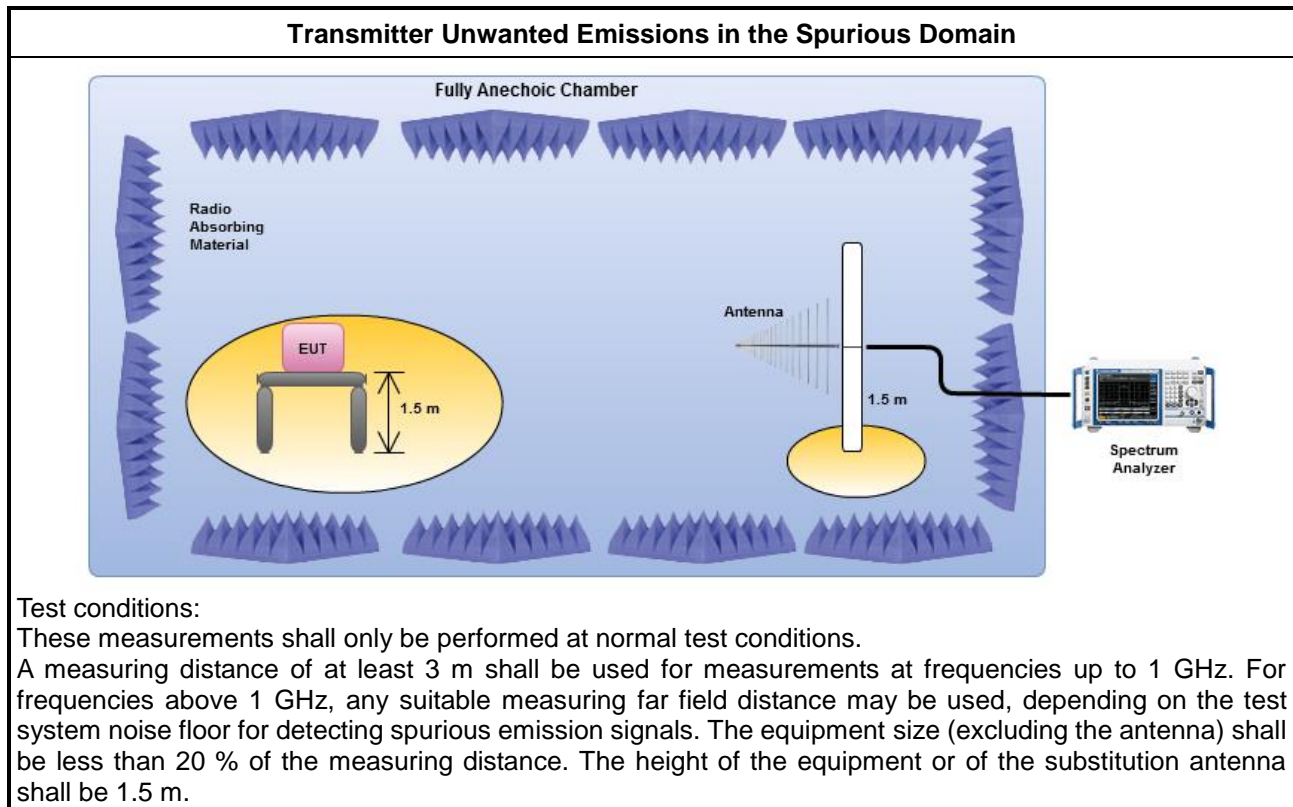 Transmitter Unwanted Emissions in the Spurious Domain
Fully Anechoic Chamber
Radio
Absorbing
Material
Antenna
EUT
1.5 m
1.5 m
Spectrum
Analyzer
Test conditions:
These measurements shall only be performed at normal test conditions.
A measuring distance of at least 3 m shall be used for measurements at frequencies up to 1 GHz. For
frequencies above 1 GHz, any suitable measuring far field distance may be used, depending on the test
system noise floor for detecting spurious emission signals. The equipment size (excluding the antenna) shall
be less than 20 % of the measuring distance. The height of the equipment or of the substitution antenna
shall be 1.5 m.